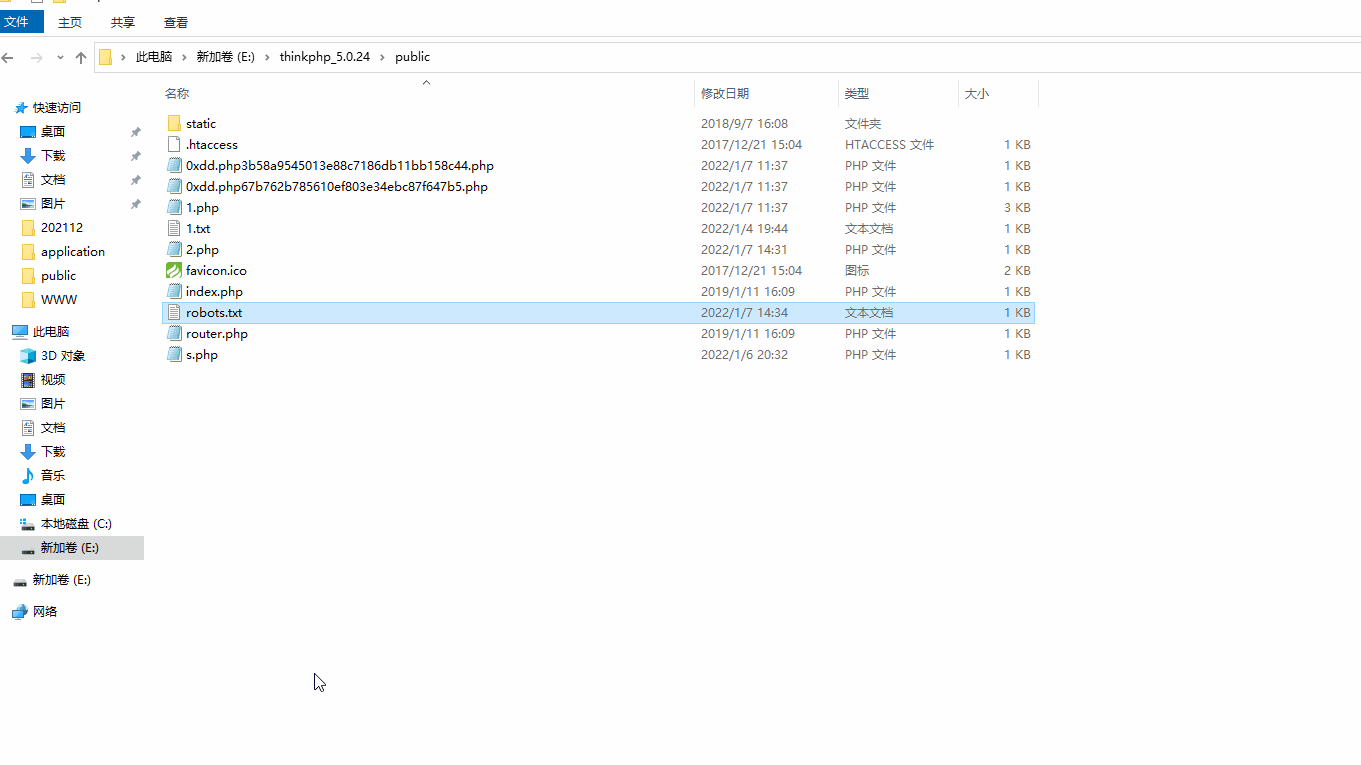 文件 主页 共享 查看
此电脑 › 新加卷 (E:) › thinkphp_5.0.24 › public
快速访问
桌面
下载
文档
图片
202112
application
public
WWW
此电脑
3D 对象
视频
图片
文档
下载
音乐
桌面
本地磁盘 (C:)
新加卷 (E:)
新加卷 (E:)
网络
名称 修改日期 类型 大小
static 2018/9/7 16:08 文件夹
.htaccess 2017/12/21 15:04 HTACCESS 文件 1 KB
0xdd.php3b58a9545013e88c7186db11bb158c44.php 2022/1/7 11:37 PHP 文件 1 KB
0xdd.php67b762b785610ef803e34ebc87f647b5.php 2022/1/7 11:37 PHP 文件 1 KB
1.php 2022/1/7 11:37 PHP 文件 3 KB
1.txt 2022/1/4 19:44 文本文档 1 KB
2.php 2022/1/7 14:31 PHP 文件 1 KB
favicon.ico 2017/12/21 15:04 图标 2 KB
index.php 2019/1/11 16:09 PHP 文件 1 KB
robots.txt 2022/1/7 14:34 文本文档 1 KB
router.php 2019/1/11 16:09 PHP 文件 1 KB
s.php 2022/1/6 20:32 PHP 文件 1 KB